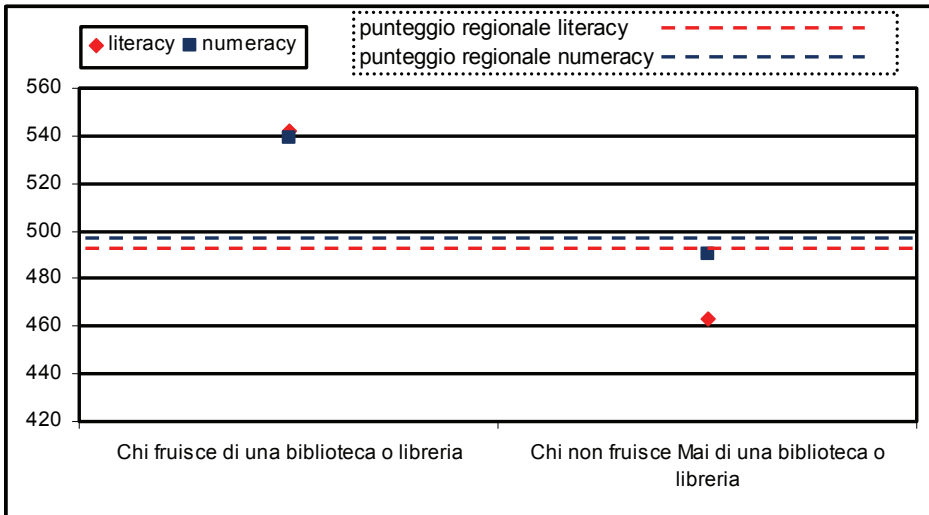 literacy numeracy
punteggio regionale literacy
punteggio regionale numeracy
560
540
520
500
480
460
440
420
Chi fruisce di una biblioteca o libreria
Chi non fruisce Mai di una biblioteca o
libreria